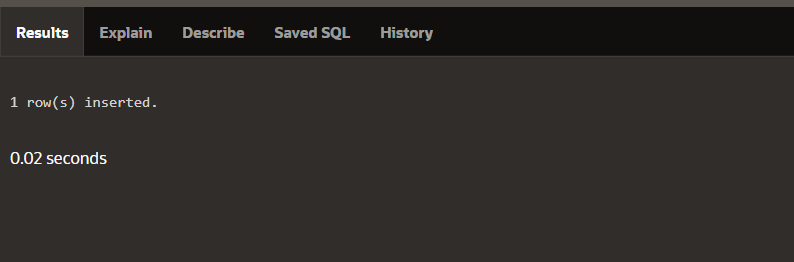 Results Explain Describe Saved SQL History
1 row(s) inserted.
0.02 seconds